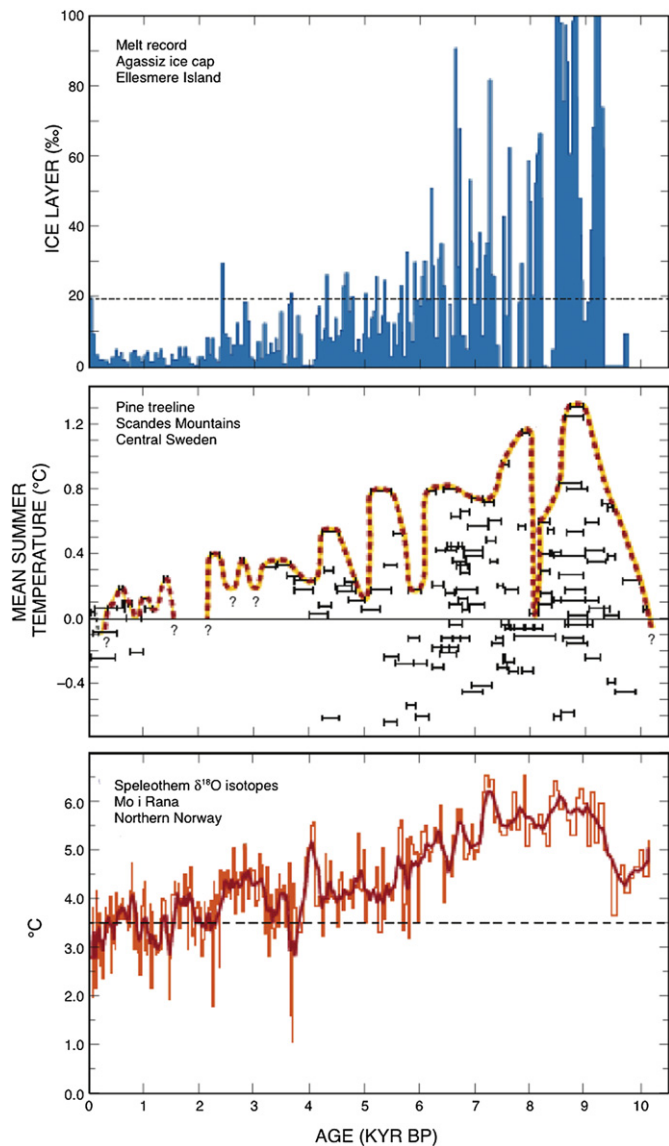 100
80
60
40
20
0
ICE LAYER (‰)
Melt record
Agassiz ice cap
Ellesmere Island
1.2
0.8
0.4
0.0
−0.4
MEAN SUMMER
TEMPERATURE (°C)
Pine treeline
Scandes Mountains
Central Sweden
?
?
?
?
?
?
6.0
5.0
4.0
3.0
2.0
1.0
0.0
°C
Speleothem δ18O isotopes
Mo i Rana
Northern Norway
0 1 2 3 4 5 6 7 8 9 10
AGE (KYR BP)